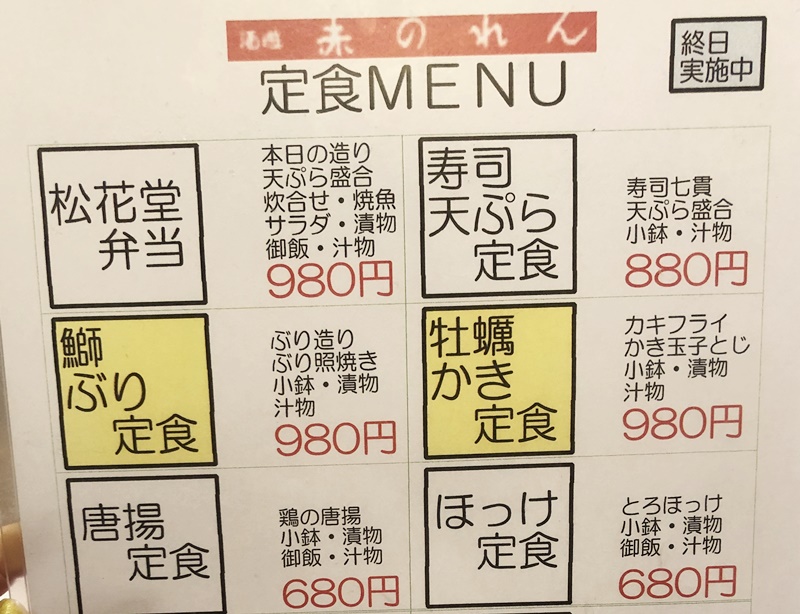 酒遊 赤のれん
定食MENU
終日
実施中
松花堂
弁当
本日の造り
天ぷら盛合
炊合せ・焼魚
サラダ・漬物
御飯・汁物
980円
寿司
天ぷら
定食
寿司七貫
天ぷら盛合
小鉢・汁物
880円
鰤
ぶり
定食
ぶり造り
ぶり照焼き
小鉢・漬物
汁物
980円
牡蠣
かき
定食
カキフライ
かき玉子とじ
小鉢・漬物
汁物
980円
唐揚
定食
鶏の唐揚
小鉢・漬物
御飯・汁物
680円
ほっけ
定食
とろほっけ
小鉢・漬物
御飯・汁物
680円